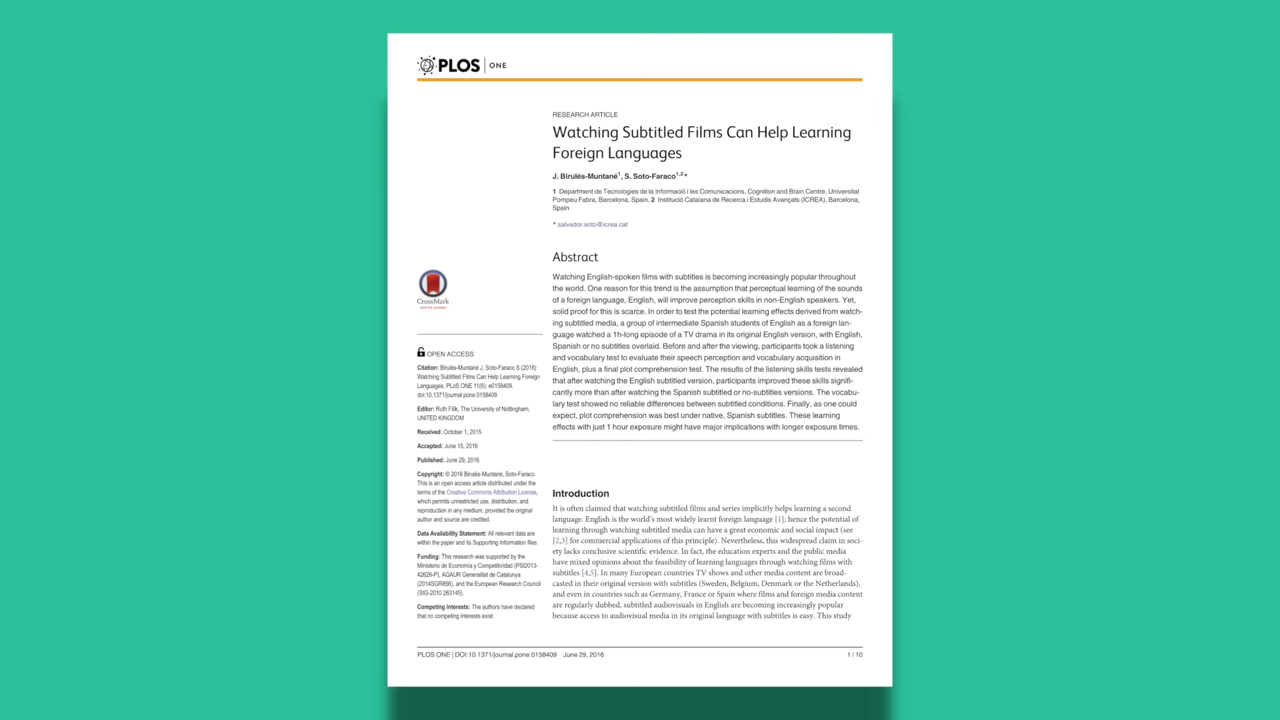 PLOS | ONE
RESEARCH ARTICLE
Watching Subtitled Films Can Help Learning
Foreign Languages
J. Birulés-Muntané1, S. Soto-Faraco1,2*
1 Department de Tecnologies de la Informació i les Comunicacions, Cognition and Brain Centre, Universitat
Pompeu Fabra, Barcelona, Spain, 2 Institució Catalana de Recerca i Estudis Avançats (ICREA), Barcelona,
Spain
* salvador.soto@icrea.cat
Abstract
Watching English-spoken films with subtitles is becoming increasingly popular throughout
the world. One reason for this trend is the assumption that perceptual learning of the sounds
of a foreign language, English, will improve perception skills in non-English speakers. Yet,
solid proof for this is scarce. In order to test the potential learning effects derived from watch-
ing subtitled media, a group of intermediate Spanish students of English as a foreign lan-
guage watched a 1h-long episode of a TV drama in its original English version, with English,
Spanish or no subtitles overlaid. Before and after the viewing, participants took a listening
and vocabulary test to evaluate their speech perception and vocabulary acquisition in
English, plus a final plot comprehension test. The results of the listening skills tests revealed
that after watching the English subtitled version, participants improved these skills signifi-
cantly more than after watching the Spanish subtitled or no-subtitles versions. The vocabu-
lary test showed no reliable differences between subtitled conditions. Finally, as one could
expect, plot comprehension was best under native, Spanish subtitles. These learning
effects with just 1 hour exposure might have major implications with longer exposure times.
CrossMark
click for updates
OPEN ACCESS
Citation: Birulés-Muntané J, Soto-Faraco S (2016)
Watching Subtitled Films Can Help Learning Foreign
Languages. PLoS ONE 11(6): e0158409.
doi:10.1371/journal.pone.0158409
Editor: Ruth Filik, The University of Nottingham,
UNITED KINGDOM
Received: October 1, 2015
Accepted: June 15, 2016
Published: June 29, 2016
Copyright: © 2016 Birulés-Muntané, Soto-Faraco.
This is an open access article distributed under the
terms of the Creative Commons Attribution License,
which permits unrestricted use, distribution, and
reproduction in any medium, provided the original
author and source are credited.
Data Availability Statement: All relevant data are
within the paper and its Supporting Information files.
Funding: This research was supported by the
Ministerio de Economía y Competitividad (PSI2013-
42626-P), AGAUR Generalitat de Catalunya
(2014SGR856), and the European Research Council
(StG-2010 263145).
Competing Interests: The authors have declared
that no competing interests exist.
Introduction
It is often claimed that watching subtitled films and series implicitly helps learning a second
language. English is the world's most widely learnt foreign language [1]; hence the potential of
learning through watching subtitled media can have a great economic and social impact (see
[2,3] for commercial applications of this principle). Nevertheless, this widespread claim in soci-
ety lacks conclusive scientific evidence. In fact, the education experts and the public media
have mixed opinions about the feasibility of learning languages through watching films with
subtitles [4,5]. In many European countries TV shows and other media content are broad-
casted in their original version with subtitles (Sweden, Belgium, Denmark or the Netherlands),
and even in countries such as Germany, France or Spain where films and foreign media content
are regularly dubbed, subtitled audiovisuals in English are becoming increasingly popular
because access to audiovisual media in its original language with subtitles is easy. This study
PLOS ONE | DOI:10.1371/journal.pone.0158409 June 29, 2016
1 / 10